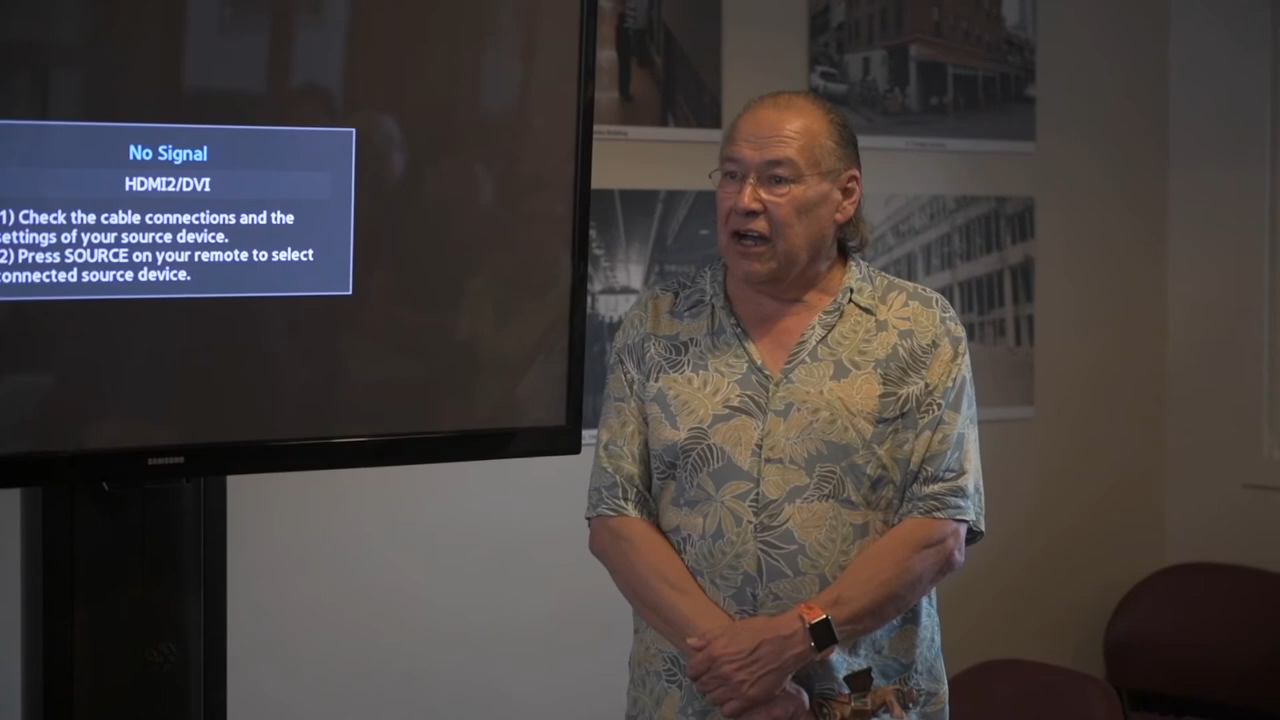 No Signal
HDMI2/DVI
1) Check the cable connections and the
settings of your source device.
2) Press SOURCE on your remote to select
connected source device.
SAMSUNG